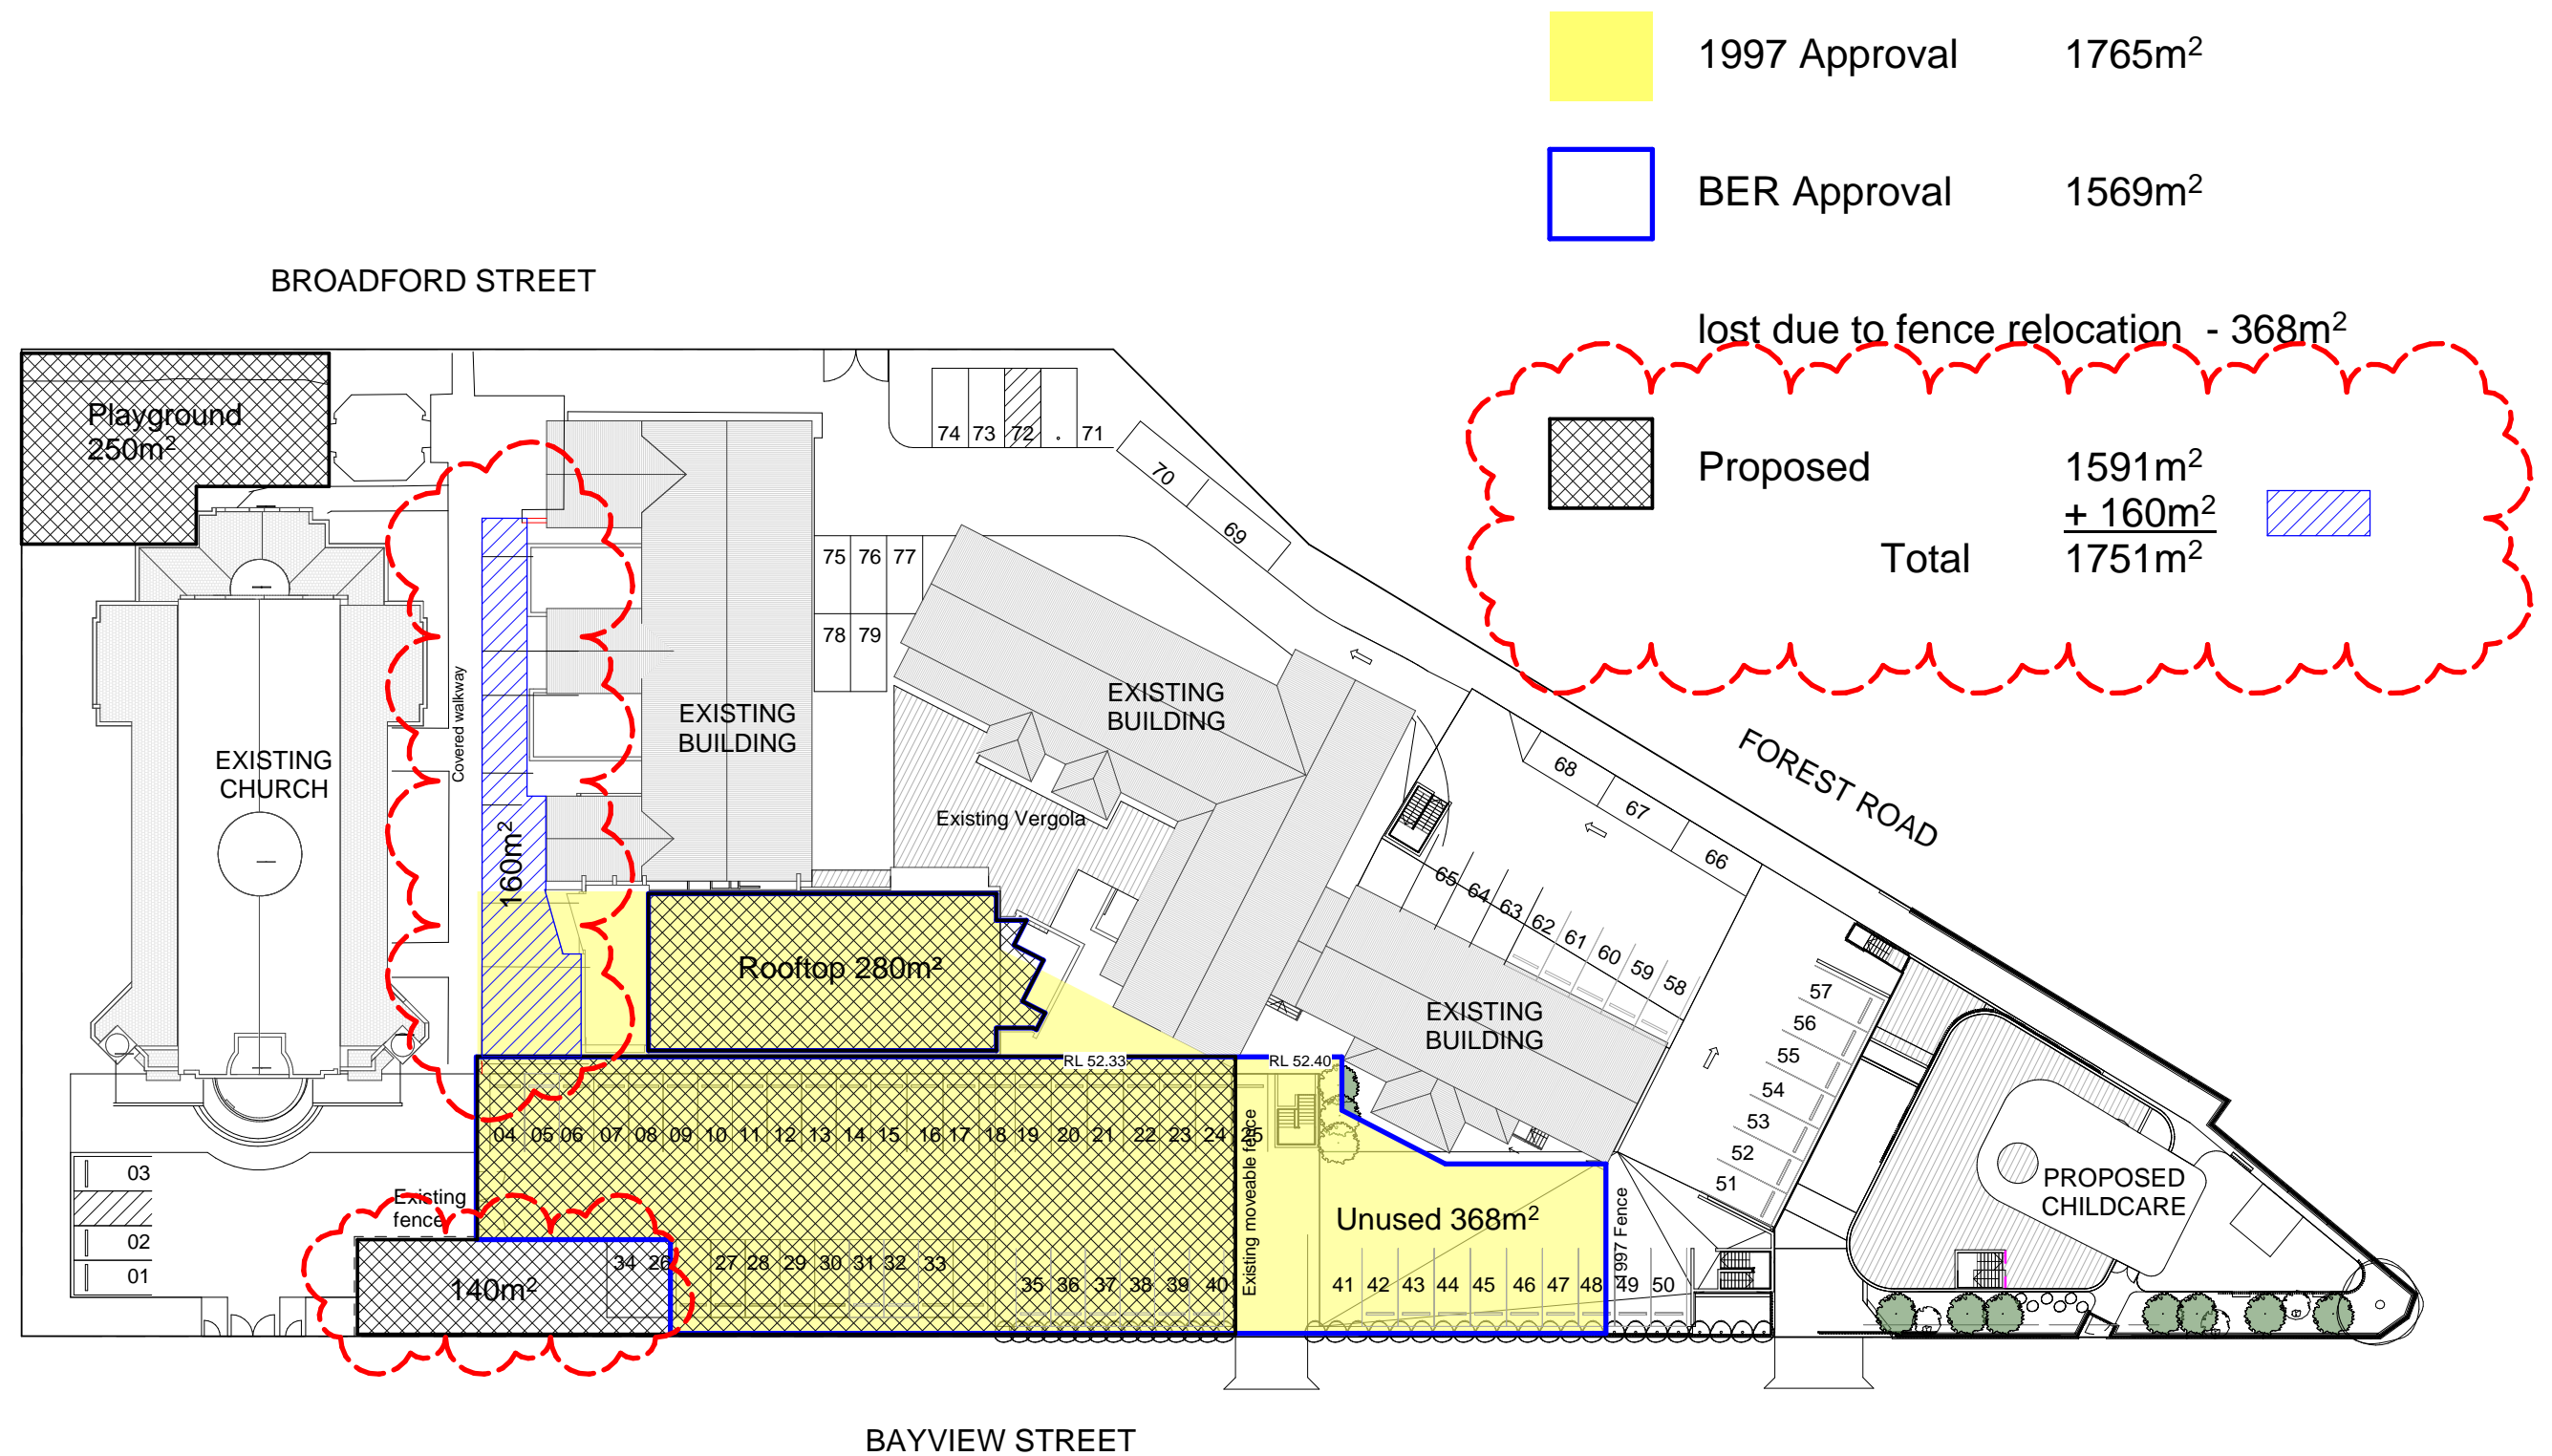 1997 Approval 1765m²
BER Approval 1569m²
lost due to fence relocation - 368m²
Proposed 1591m²
+ 160m²
Total 1751m²
BROADFORD STREET
Playground
250m²
74 73 72 71
70
69
75 76 77
78 79
EXISTING
CHURCH
Covered walkway
160m²
EXISTING
BUILDING
EXISTING
BUILDING
Existing Vergola
FOREST ROAD
68
67
66
65 64 63 62 61 60 59 58
Rooftop 280m²
EXISTING
BUILDING
57
56
55
54
53
52
51
RL 52.33
RL 52.40
04 05 06 07 08 09 10 11 12 13 14 15 16 17 18 19 20 21 22 23 24 25
Existing moveable fence
03
02
01
Existing
fence
140m²
34 26 27 28 29 30 31 32 33
35 36 37 38 39 40
Unused 368m²
1997 Fence
41 42 43 44 45 46 47 48 49 50
PROPOSED
CHILDCARE
BAYVIEW STREET